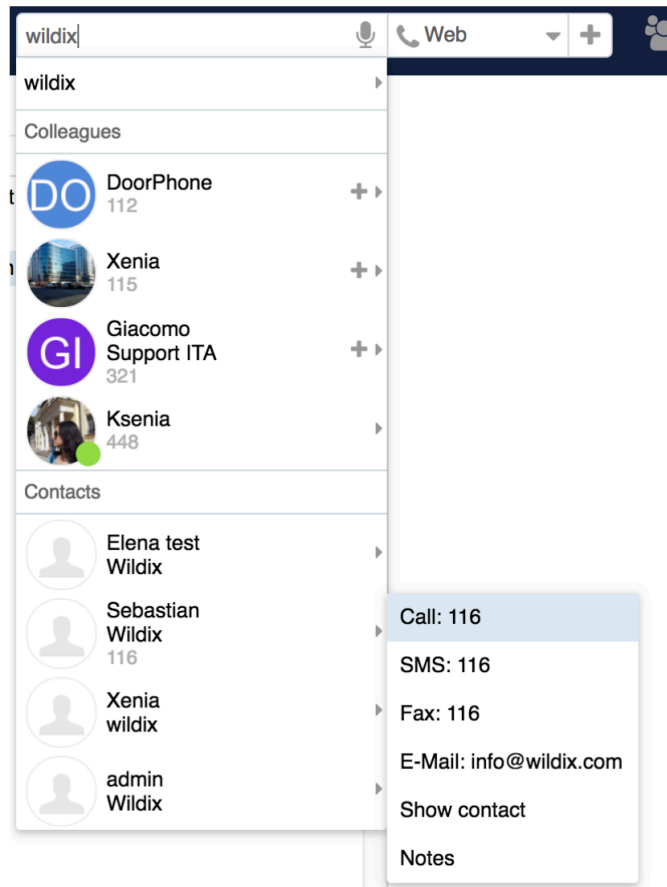 wildix
Web
wildix
Colleagues
DO
DoorPhone
112
Xenia
115
GI
Giacomo
Support ITA
321
Ksenia
448
Contacts
Elena test
Wildix
Sebastian
Wildix
116
Xenia
wildix
admin
Wildix
Call: 116
SMS: 116
Fax: 116
E-Mail: info@wildix.com
Show contact
Notes